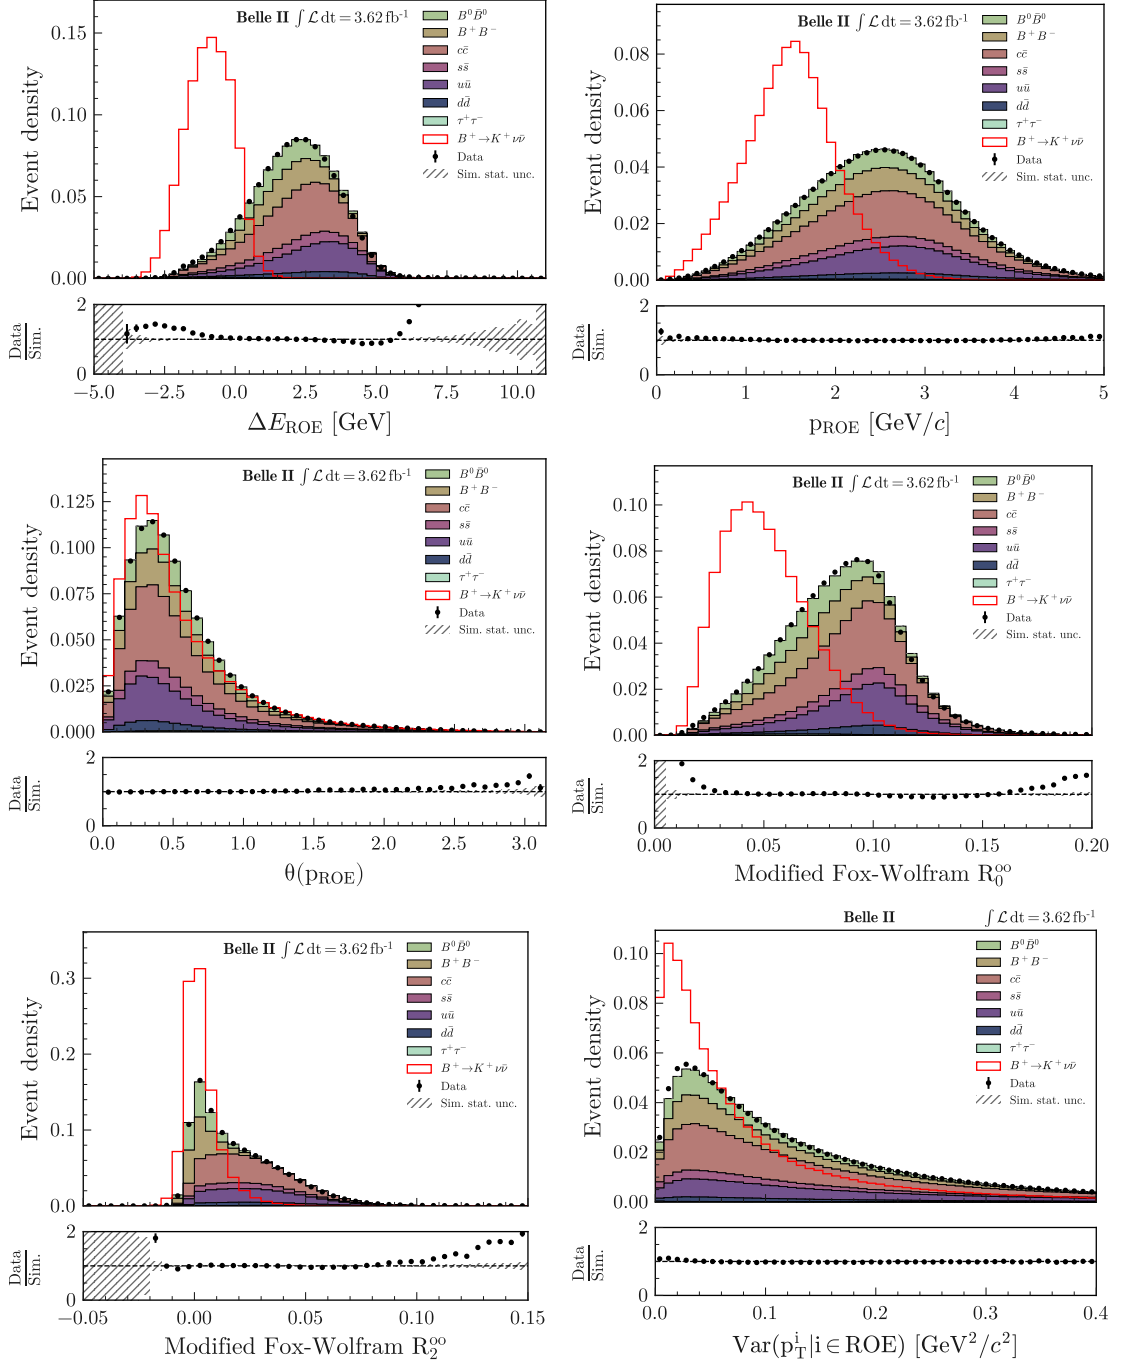 Belle II ∫ℒ dt = 3.62 fb⁻¹
B⁰B̄⁰
B⁺B⁻
cc̄
ss̄
uū
dd̄
τ⁺τ⁻
B⁺→K⁺νν̄
Data
Sim. stat. unc.
Event density
0.15
0.10
0.05
0.00
Data
Sim.
2
0
−5.0 −2.5 0.0 2.5 5.0 7.5 10.0
ΔE_ROE [GeV]
Belle II ∫ℒ dt = 3.62 fb⁻¹
B⁰B̄⁰
B⁺B⁻
cc̄
ss̄
uū
dd̄
τ⁺τ⁻
B⁺→K⁺νν̄
Data
Sim. stat. unc.
Event density
0.08
0.06
0.04
0.02
0.00
Data
Sim.
2
1
0
0 1 2 3 4 5
p_ROE [GeV/c]
Belle II ∫ℒ dt = 3.62 fb⁻¹
B⁰B̄⁰
B⁺B⁻
cc̄
ss̄
uū
dd̄
τ⁺τ⁻
B⁺→K⁺νν̄
Data
Sim. stat. unc.
Event density
0.125
0.100
0.075
0.050
0.025
0.000
Data
Sim.
2
1
0
0.0 0.5 1.0 1.5 2.0 2.5 3.0
θ(p_ROE)
Belle II ∫ℒ dt = 3.62 fb⁻¹
B⁰B̄⁰
B⁺B⁻
cc̄
ss̄
uū
dd̄
τ⁺τ⁻
B⁺→K⁺νν̄
Data
Sim. stat. unc.
Event density
0.10
0.08
0.06
0.04
0.02
0.00
Data
Sim.
2
1
0
0.00 0.05 0.10 0.15 0.20
Modified Fox-Wolfram R₀ᵒᵒ
Belle II ∫ℒ dt = 3.62 fb⁻¹
B⁰B̄⁰
B⁺B⁻
cc̄
ss̄
uū
dd̄
τ⁺τ⁻
B⁺→K⁺νν̄
Data
Sim. stat. unc.
Event density
0.3
0.2
0.1
0.0
Data
Sim.
2
1
0
−0.05 0.00 0.05 0.10 0.15
Modified Fox-Wolfram R₂ᵒᵒ
Belle II ∫ℒ dt = 3.62 fb⁻¹
B⁰B̄⁰
B⁺B⁻
cc̄
ss̄
uū
dd̄
τ⁺τ⁻
B⁺→K⁺νν̄
Data
Sim. stat. unc.
Event density
0.10
0.08
0.06
0.04
0.02
0.00
Data
Sim.
2
1
0
0.0 0.1 0.2 0.3 0.4
Var(p_Tⁱ|i∈ROE) [GeV²/c²]